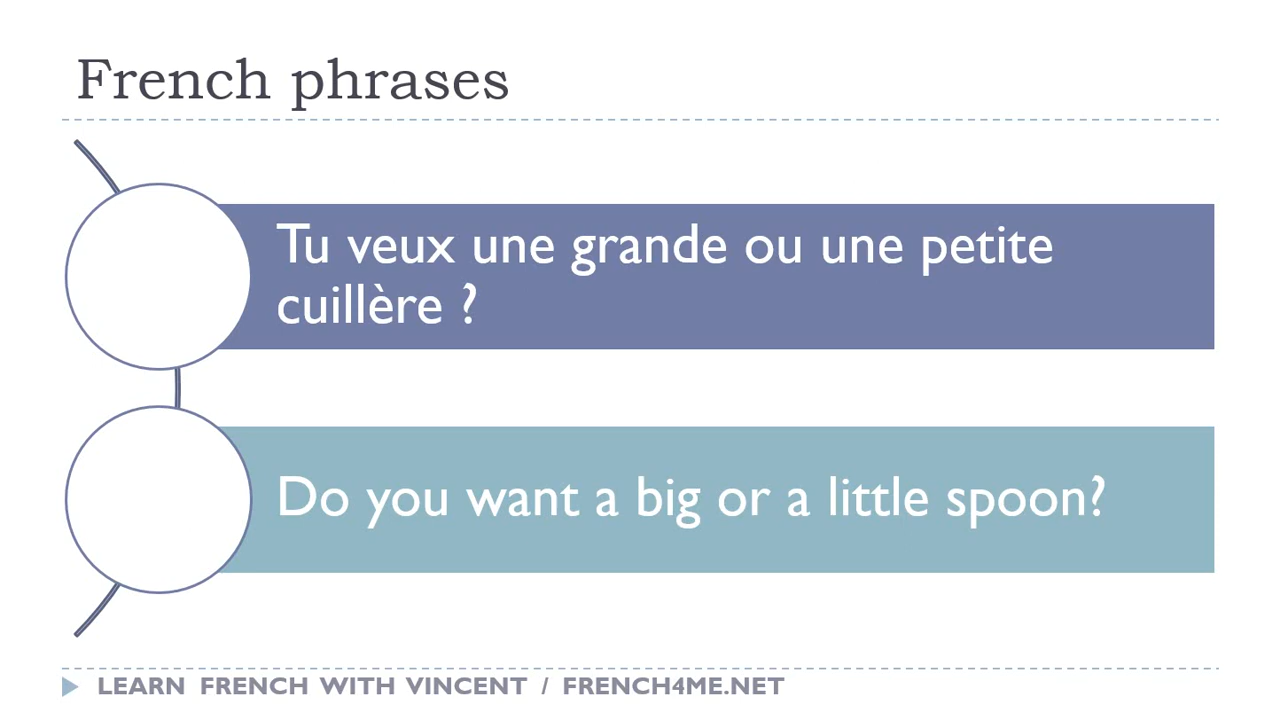 French phrases
Tu veux une grande ou une petite
cuillère ?
Do you want a big or a little spoon?
LEARN FRENCH WITH VINCENT / FRENCH4ME.NET